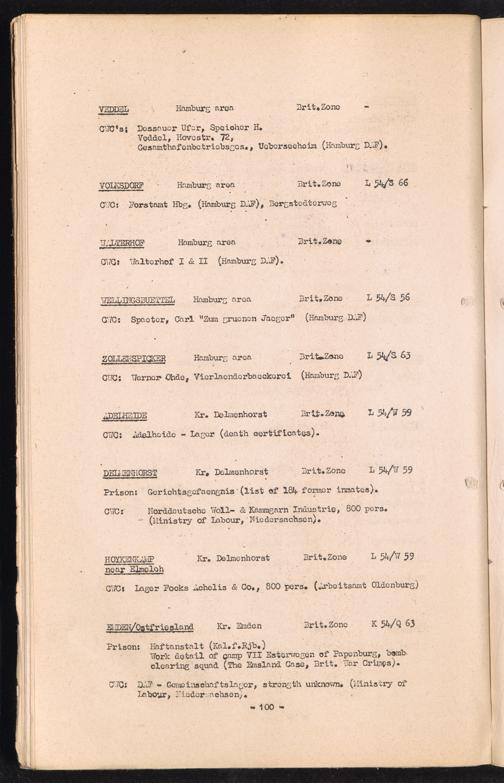 VEDDEL Hamburg area Brit.Zone -
CWC's: Dessauer Ufer, Speicher H.
Veddel, Hovestr. 72,
Gesamthafenbetriebsges., Ueberseeheim (Hamburg DAF).
VOLKSDORF Hamburg area Brit.Zone L 54/S 66
CWC: Forstamt Hbg. (Hamburg DAF), Bergstedterweg
WALTERHOF Hamburg area Brit.Zone -
CWC: Walterhof I & II (Hamburg DAF).
WELLINGSBUETTEL Hamburg area Brit.Zone L 54/S 56
CWC: Spaeter, Carl "Zum gruenen Jaeger" (Hamburg DAF)
ZOLLENSPICKER Hamburg area Brit.Zone L 54/S 63
CWC: Werner Ohde, Vierlaenderbaeckerei (Hamburg DAF)
ADELHEIDE Kr. Delmenhorst Brit.Zone L 54/W 59
CWC: Adelheide - Lager (death certificates).
DELMENHORST Kr. Delmenhorst Brit.Zone L 54/W 59
Prison: Gerichtsgefaengnis (list of 184 former inmates).
CWC: Norddeutsche Woll- & Kammgarn Industrie, 800 pers.
(Ministry of Labour, Niedersachsen).
HOYKENKAMP Kr. Delmenhorst Brit.Zone L 54/W 59
near Elmeloh
CWC: Lager Focke Achelis & Co., 800 pers. (Arbeitsamt Oldenburg)
EMDEN/Ostfriesland Kr. Emden Brit.Zone K 54/Q 63
Prison: Haftanstalt (Kal.f.Rjb.)
Work detail of camp VII Esterwegen of Papenburg, bomb
clearing squad (The Emsland Case, Brit. War Crimes).
CWC: DAF - Gemeinschaftslager, strength unknown. (Ministry of
Labour, Niedersachsen).
- 100 -